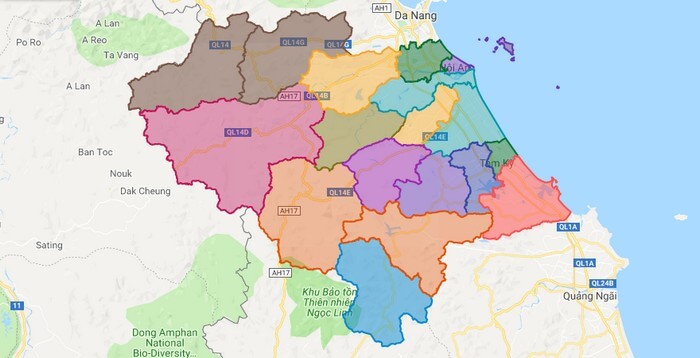 Da Nang
A Lan
Po Ro
A Reo
Ta Vang
QL14
QL14G
QL1A
Hội An
A Lan
AH17
QL14B
QL14D
QL14E
Ban Toc
Tam Kỳ
Nouk
Dak Cheung
QL14E
AH17
QL1A
Sating
QL1A
AH17
Khu Bảo tồn
Thiên nhiên
Ngọc Linh
QL24B
Quảng Ngãi
11
Dong Amphan
National
Bio-Diversity...